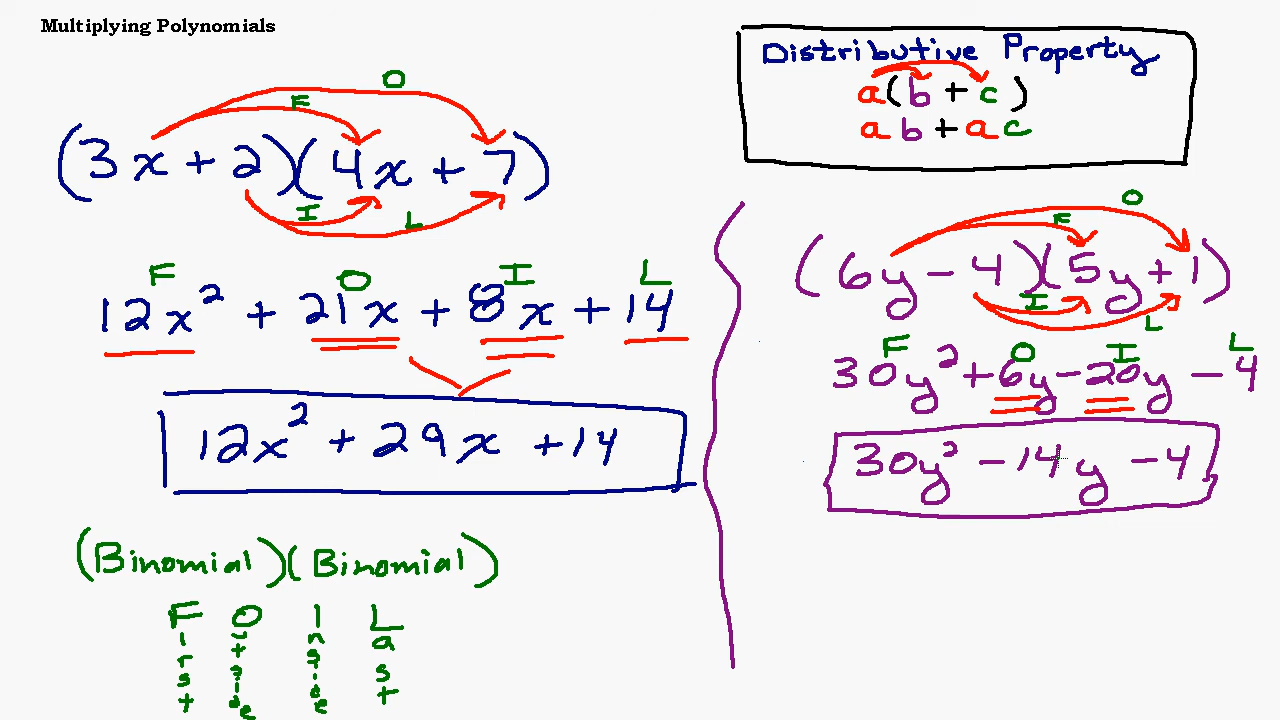 Multiplying Polynomials
O
F
(3x + 2)(4x + 7)
I
L
F O I L
12x² + 21x + 8x + 14
12x² + 29x + 14
(Binomial)(Binomial)
First Outside Inside Last
Distributive Property
a(b + c)
ab + ac
O
F
(6y - 4)(5y + 1)
I
L
F O I L
30y² + 6y - 20y - 4
30y² - 14y - 4